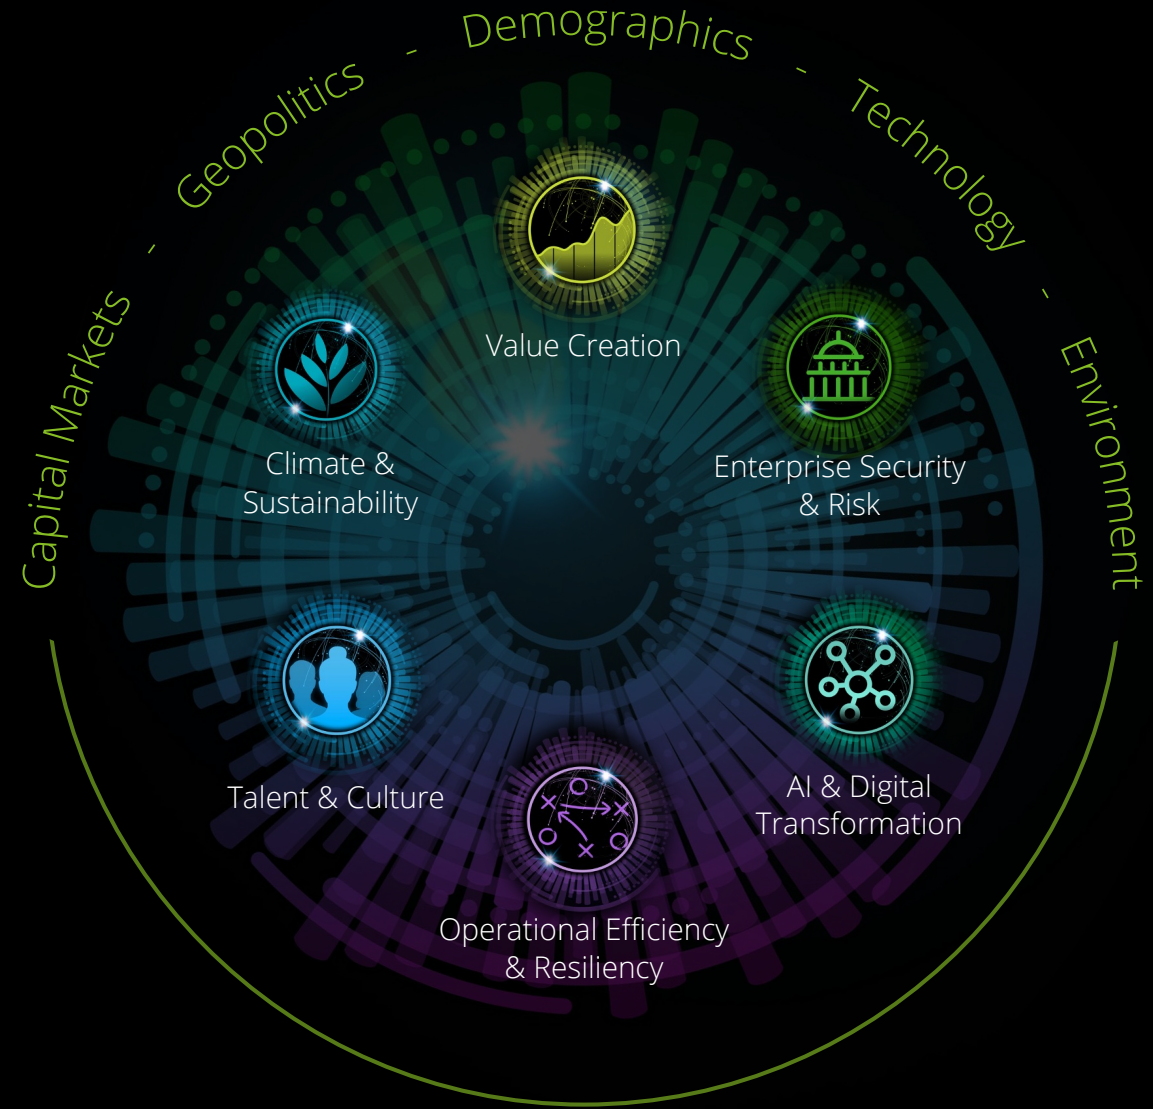 Capital Markets - Geopolitics - Demographics - Technology - Environment
Value Creation
Climate &
Sustainability
Enterprise Security
& Risk
Talent & Culture
AI & Digital
Transformation
Operational Efficiency
& Resiliency